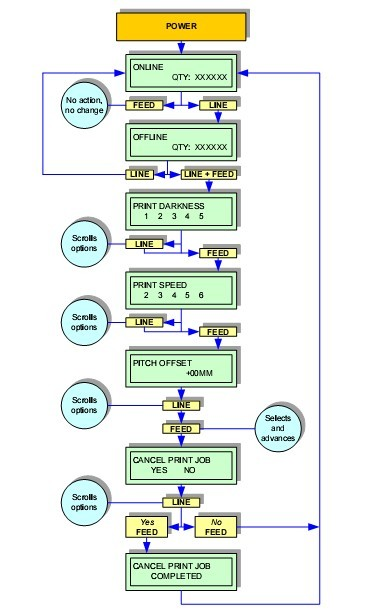 POWER
ONLINE
QTY: XXXXXX
No action,
no change
FEED
LINE
OFFLINE
QTY: XXXXXX
LINE
LINE + FEED
PRINT DARKNESS
1 2 3 4 5
Scrolls
options
LINE
FEED
PRINT SPEED
2 3 4 5 6
Scrolls
options
LINE
FEED
PITCH OFFSET
+00MM
Scrolls
options
LINE
FEED
Selects
and
advances
CANCEL PRINT JOB
YES NO
Scrolls
options
LINE
Yes
FEED
No
FEED
CANCEL PRINT JOB
COMPLETED